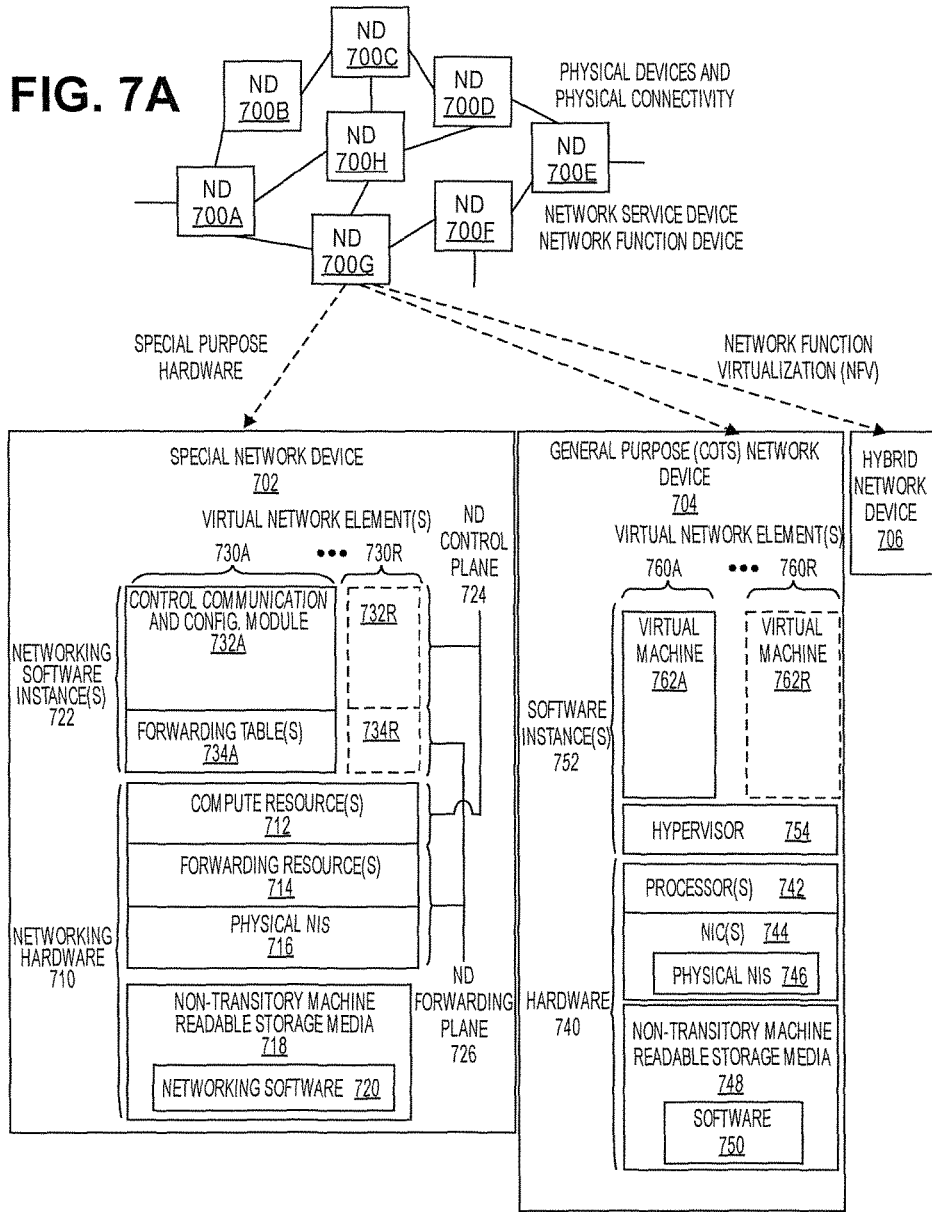 FIG. 7A
ND
700C
ND
700B
ND
700D
PHYSICAL DEVICES AND
PHYSICAL CONNECTIVITY
ND
700H
ND
700E
ND
700A
ND
700F
NETWORK SERVICE DEVICE
NETWORK FUNCTION DEVICE
ND
700G
SPECIAL PURPOSE
HARDWARE
NETWORK FUNCTION
VIRTUALIZATION (NFV)
SPECIAL NETWORK DEVICE
702
VIRTUAL NETWORK ELEMENT(S)
730A
••• 730R
ND
CONTROL
PLANE
724
CONTROL COMMUNICATION
AND CONFIG. MODULE
732A
732R
NETWORKING
SOFTWARE
INSTANCE(S)
722
FORWARDING TABLE(S)
734A
734R
COMPUTE RESOURCE(S)
712
FORWARDING RESOURCE(S)
714
PHYSICAL NIS
716
NETWORKING
HARDWARE
710
ND
FORWARDING
PLANE
726
NON-TRANSITORY MACHINE
READABLE STORAGE MEDIA
718
NETWORKING SOFTWARE 720
GENERAL PURPOSE (COTS) NETWORK
DEVICE
704
VIRTUAL NETWORK ELEMENT(S)
760A ••• 760R
VIRTUAL
MACHINE
762A
VIRTUAL
MACHINE
762R
SOFTWARE
INSTANCE(S)
752
HYPERVISOR 754
PROCESSOR(S) 742
NIC(S) 744
PHYSICAL NIS 746
HARDWARE
740
NON-TRANSITORY MACHINE
READABLE STORAGE MEDIA
748
SOFTWARE
750
HYBRID
NETWORK
DEVICE
706